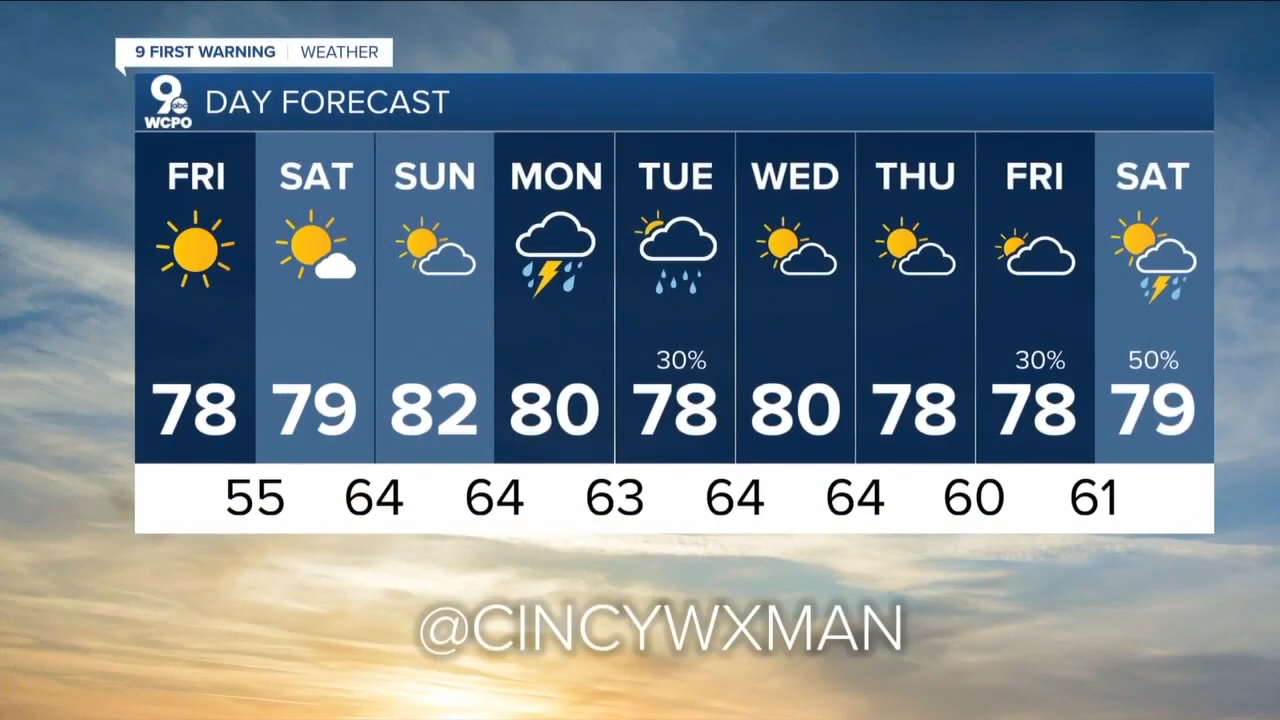 9 FIRST WARNING | WEATHER
9 abc WCPO DAY FORECAST
FRI SAT SUN MON TUE WED THU FRI SAT
30% 30% 50%
78 79 82 80 78 80 78 78 79
55 64 64 63 64 64 60 61
@CINCYWXMAN